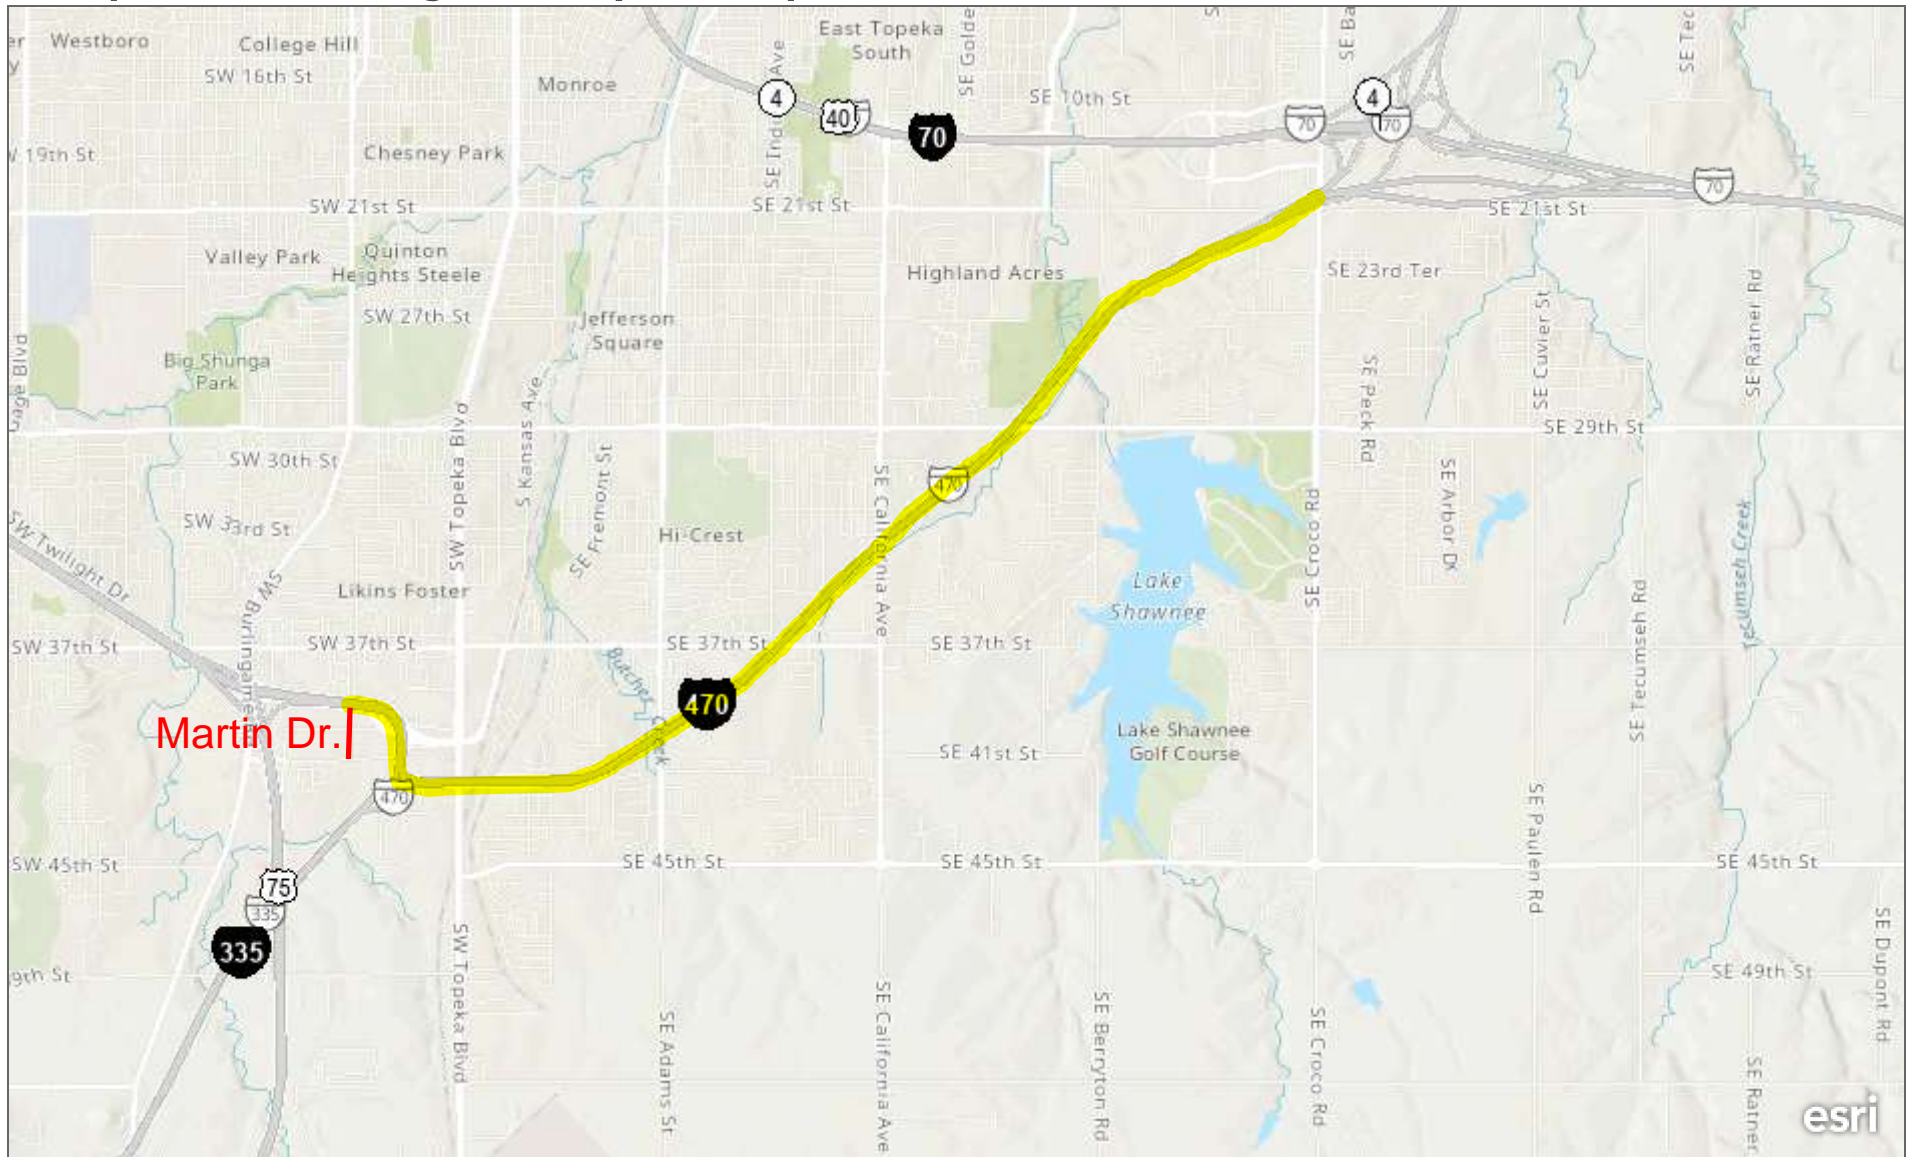 Westboro
College Hill
SW 16th St
Monroe
East Topeka
South
SE 10th St
4
40
70
70
4
70
70
SW 19th St
Chesney Park
SW 21st St
SE 21st St
SE 21st St
Valley Park
Quinton
Heights Steele
SW 27th St
Highland Acres
SE 23rd Ter
Jefferson
Square
Big Shunga
Park
SE Carver St
SE Ratner Rd
SE Peck Rd
S Kansas Ave
SW Topeka Blvd
SE 29th St
SW 30th St
SE Fremont St
SE California Ave
470
SE Croco Rd
SE Arbor Dr
SW 33rd St
Hi-Crest
Tecumseh Creek
SW Twilight Dr
Likins Foster
Lake
Shawnee
SE Tecumseh Rd
SW 37th St
SW 37th St
SE 37th St
SE 37th St
Butcher Creek
470
Martin Dr.
Lake Shawnee
Golf Course
SE 41st St
470
SE Paulen Rd
SW 45th St
SE 45th St
SE 45th St
SE 45th St
75
335
335
SW Topeka Blvd
SE Dupont Rd
SE 49th St
SE Adams St
SE California Ave
SE Berryton Rd
SE Croco Rd
SE Ratner
esri